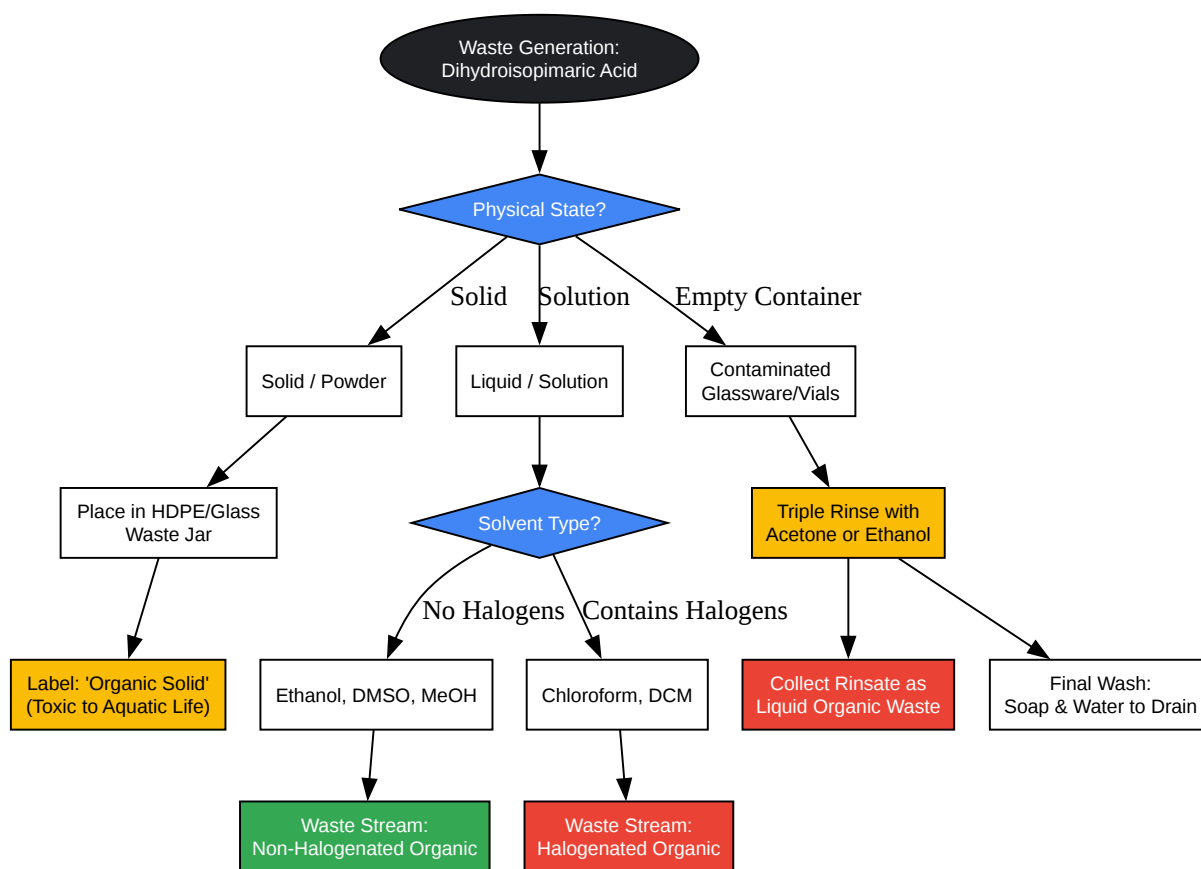 Waste Generation:
Dihydroisopimaric Acid
Physical State?
Solid
Solution
Empty Container
Solid / Powder
Liquid / Solution
Contaminated
Glassware/Vials
Place in HDPE/Glass
Waste Jar
Solvent Type?
Triple Rinse with
Acetone or Ethanol
No Halogens
Contains Halogens
Label: 'Organic Solid'
(Toxic to Aquatic Life)
Ethanol, DMSO, MeOH
Chloroform, DCM
Collect Rinsate as
Liquid Organic Waste
Final Wash:
Soap & Water to Drain
Waste Stream:
Non-Halogenated Organic
Waste Stream:
Halogenated Organic